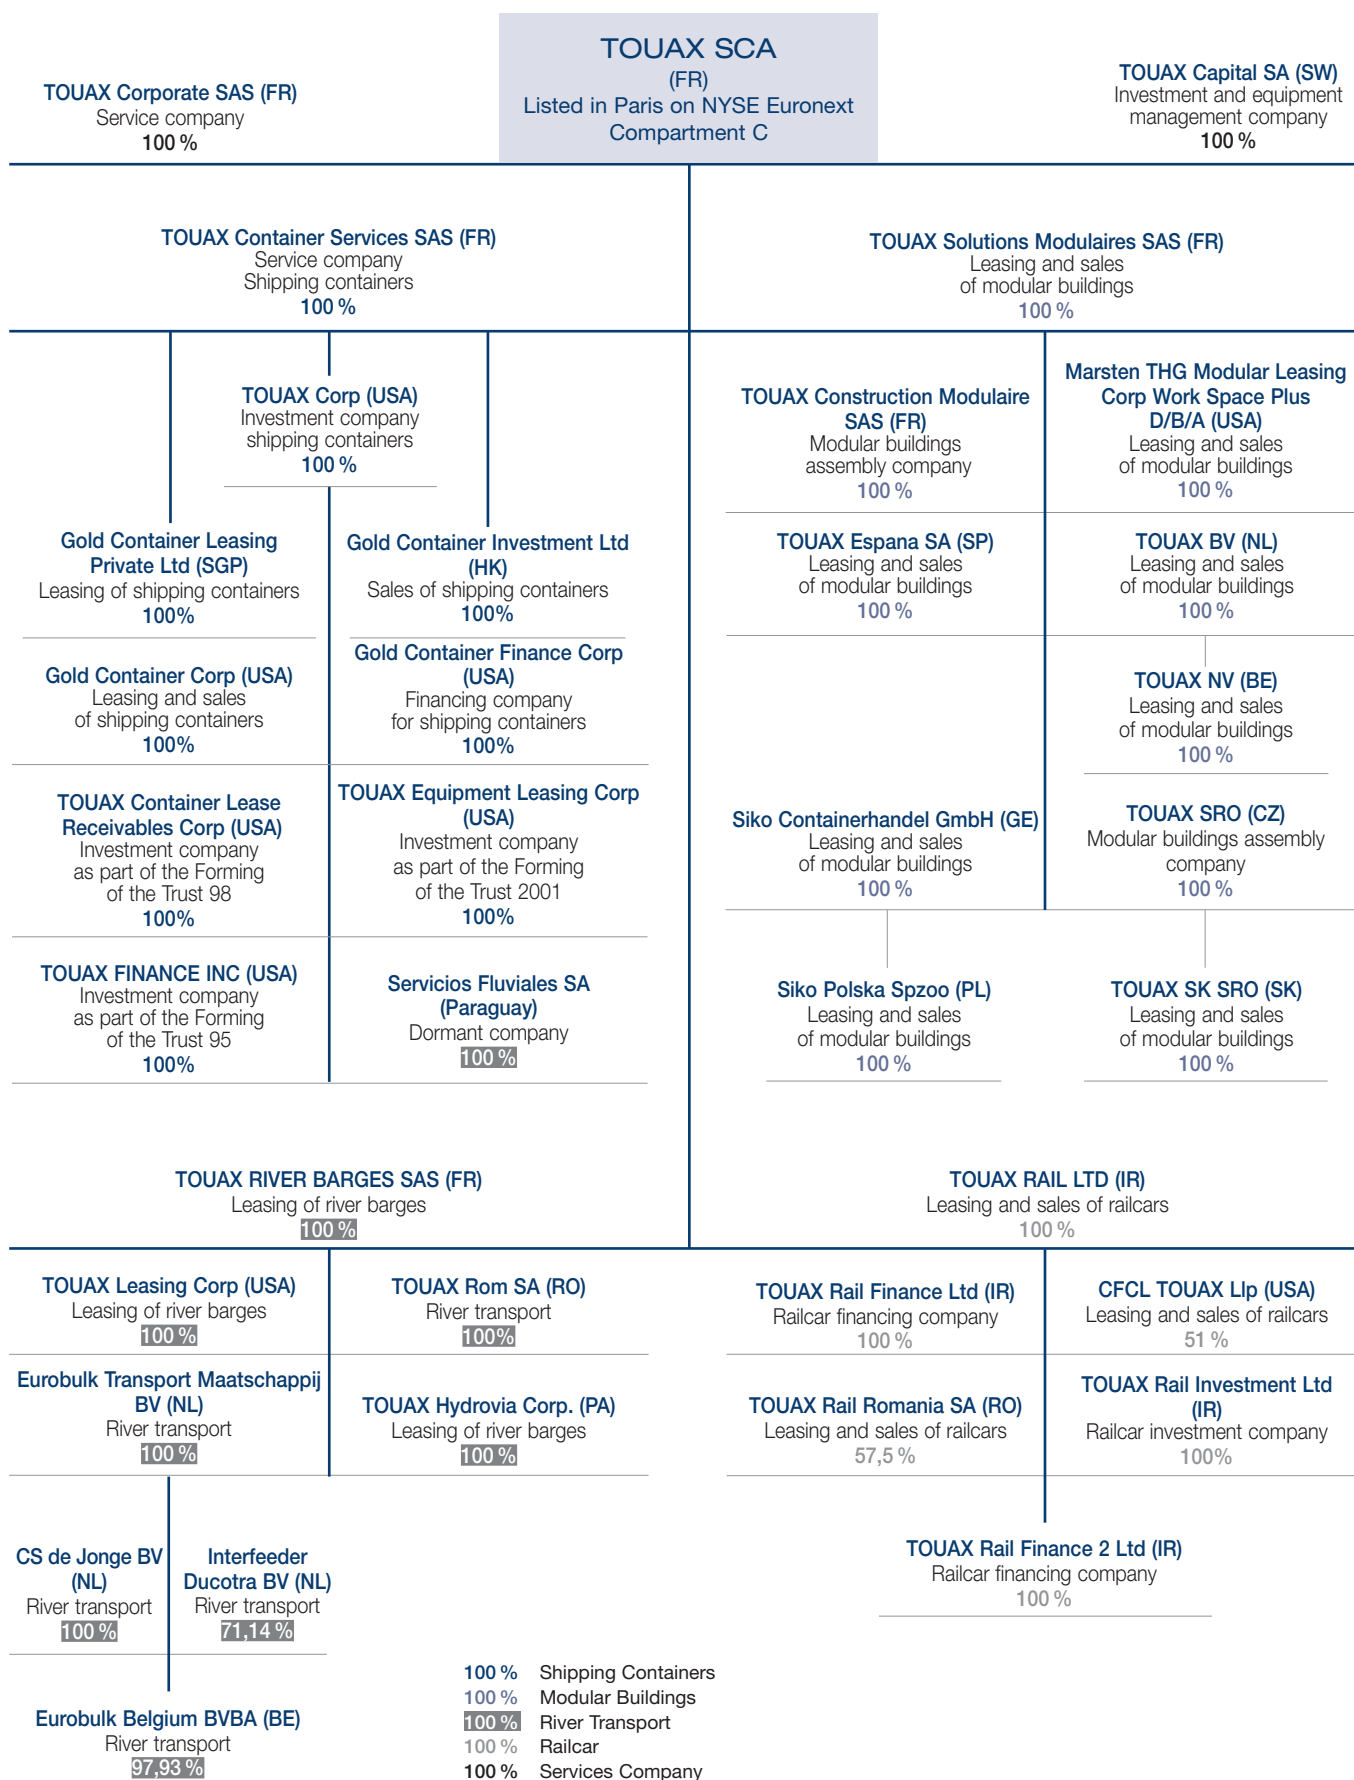 TOUAX SCA
(FR)
Listed in Paris on NYSE Euronext
Compartment C
TOUAX Corporate SAS (FR)
Service company
100 %
TOUAX Capital SA (SW)
Investment and equipment
management company
100 %
TOUAX Container Services SAS (FR)
Service company
Shipping containers
100 %
TOUAX Solutions Modulaires SAS (FR)
Leasing and sales
of modular buildings
100 %
TOUAX Corp (USA)
Investment company
shipping containers
100 %
Gold Container Leasing
Private Ltd (SGP)
Leasing of shipping containers
100%
Gold Container Investment Ltd
(HK)
Sales of shipping containers
100%
Gold Container Corp (USA)
Leasing and sales
of shipping containers
100%
Gold Container Finance Corp
(USA)
Financing company
for shipping containers
100%
TOUAX Container Lease
Receivables Corp (USA)
Investment company
as part of the Forming
of the Trust 98
100%
TOUAX Equipment Leasing Corp
(USA)
Investment company
as part of the Forming
of the Trust 2001
100%
TOUAX FINANCE INC (USA)
Investment company
as part of the Forming
of the Trust 95
100%
Servicios Fluviales SA
(Paraguay)
Dormant company
100 %
TOUAX Construction Modulaire
SAS (FR)
Modular buildings
assembly company
100 %
Marsten THG Modular Leasing
Corp Work Space Plus
D/B/A (USA)
Leasing and sales
of modular buildings
100 %
TOUAX Espana SA (SP)
Leasing and sales
of modular buildings
100 %
TOUAX BV (NL)
Leasing and sales
of modular buildings
100 %
TOUAX NV (BE)
Leasing and sales
of modular buildings
100 %
Siko Containerhandel GmbH (GE)
Leasing and sales
of modular buildings
100 %
TOUAX SRO (CZ)
Modular buildings assembly
company
100 %
Siko Polska Spzoo (PL)
Leasing and sales
of modular buildings
100 %
TOUAX SK SRO (SK)
Leasing and sales
of modular buildings
100 %
TOUAX RIVER BARGES SAS (FR)
Leasing of river barges
100 %
TOUAX RAIL LTD (IR)
Leasing and sales of railcars
100 %
TOUAX Leasing Corp (USA)
Leasing of river barges
100 %
TOUAX Rom SA (RO)
River transport
100%
Eurobulk Transport Maatschappij
BV (NL)
River transport
100 %
TOUAX Hydrovia Corp. (PA)
Leasing of river barges
100 %
CS de Jonge BV
(NL)
River transport
100 %
Interfeeder
Ducotra BV (NL)
River transport
71,14 %
Eurobulk Belgium BVBA (BE)
River transport
97,93 %
TOUAX Rail Finance Ltd (IR)
Railcar financing company
100 %
CFCL TOUAX Llp (USA)
Leasing and sales of railcars
51 %
TOUAX Rail Romania SA (RO)
Leasing and sales of railcars
57,5 %
TOUAX Rail Investment Ltd
(IR)
Railcar investment company
100%
TOUAX Rail Finance 2 Ltd (IR)
Railcar financing company
100 %
100 % Shipping Containers
100 % Modular Buildings
100 % River Transport
100 % Railcar
100 % Services Company